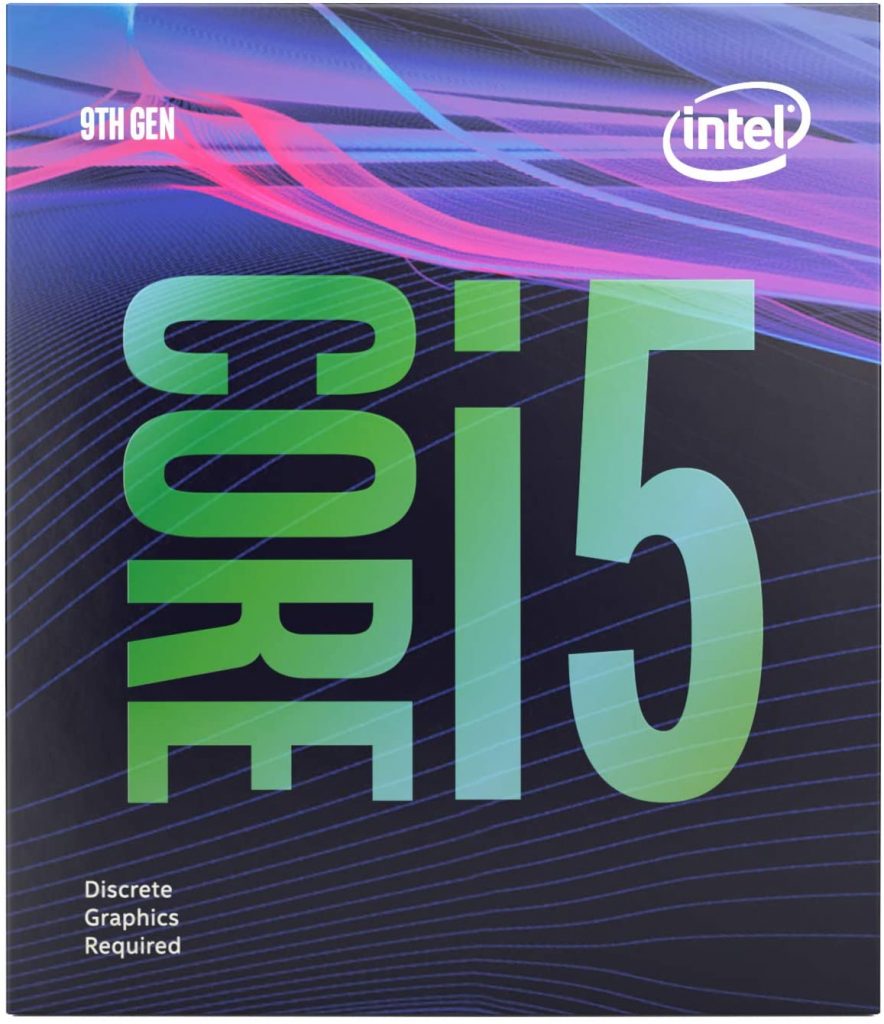 9TH GEN
intel®
CORE i5
Discrete
Graphics
Required